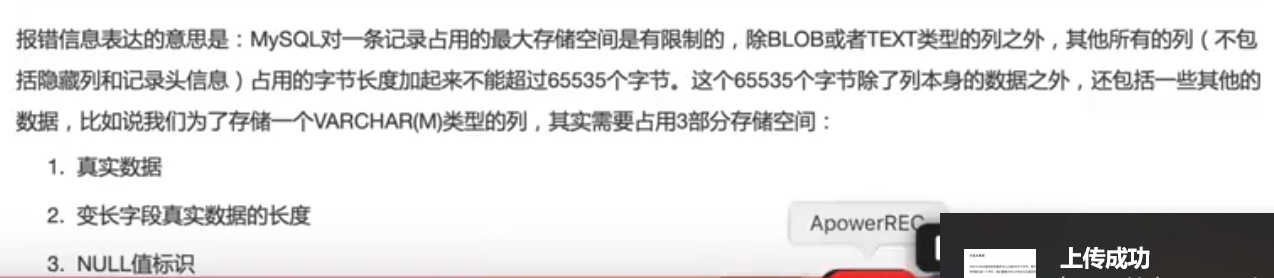 报错信息表达的意思是：MySQL对一条记录占用的最大存储空间是有限制的，除BLOB或者TEXT类型的列之外，其他所有的列（不包
括隐藏列和记录头信息）占用的字节长度加起来不能超过65535个字节。这个65535个字节除了列本身的数据之外，还包括一些其他的
数据，比如说我们为了存储一个VARCHAR(M)类型的列，其实需要占用3部分存储空间：
1. 真实数据
2. 变长字段真实数据的长度
3. NULL值标识
ApowerREC
上传成功